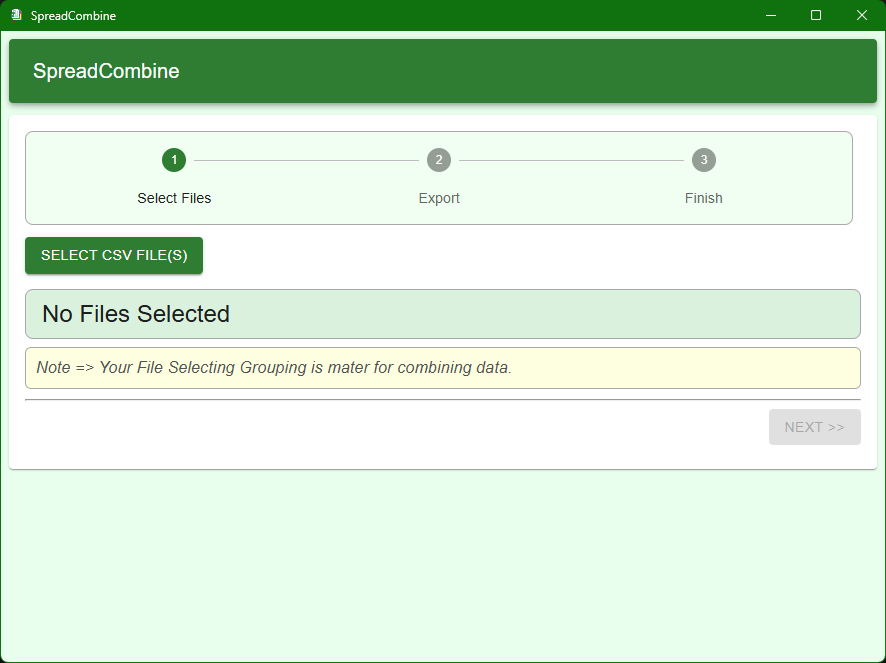 SpreadCombine
SpreadCombine
1
2
3
Select Files
Export
Finish
SELECT CSV FILE(S)
No Files Selected
Note => Your File Selecting Grouping is mater for combining data.
NEXT >>